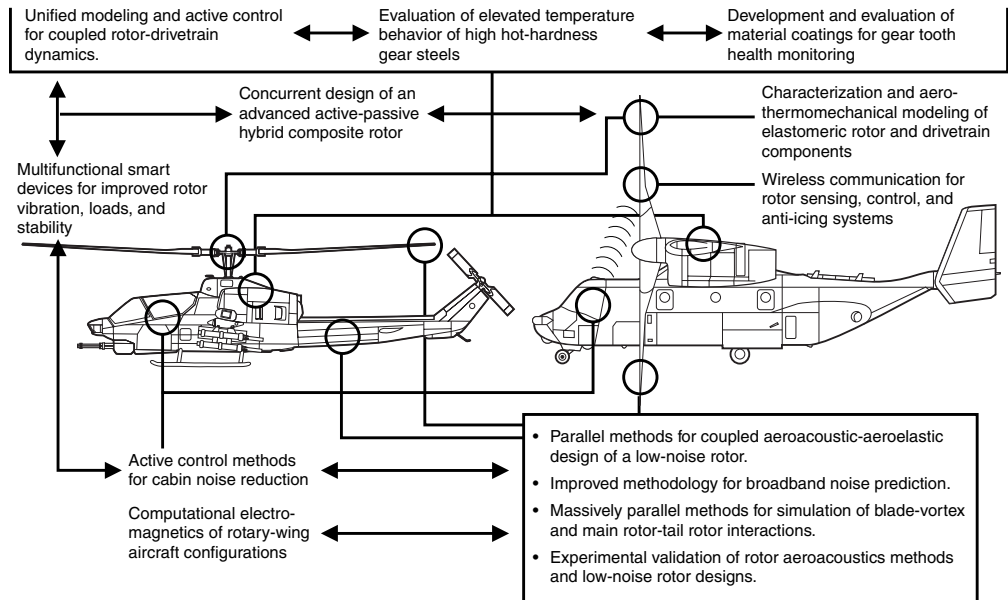 Unified modeling and active control
for coupled rotor-drivetrain
dynamics.
Evaluation of elevated temperature
behavior of high hot-hardness
gear steels
Development and evaluation of
material coatings for gear tooth
health monitoring
Concurrent design of an
advanced active-passive
hybrid composite rotor
Characterization and aero-
thermomechanical modeling of
elastomeric rotor and drivetrain
components
Multifunctional smart
devices for improved rotor
vibration, loads, and
stability
Wireless communication for
rotor sensing, control, and
anti-icing systems
Active control methods
for cabin noise reduction
Computational electro-
magnetics of rotary-wing
aircraft configurations
• Parallel methods for coupled aeroacoustic-aeroelastic
design of a low-noise rotor.
• Improved methodology for broadband noise prediction.
• Massively parallel methods for simulation of blade-vortex
and main rotor-tail rotor interactions.
• Experimental validation of rotor aeroacoustics methods
and low-noise rotor designs.